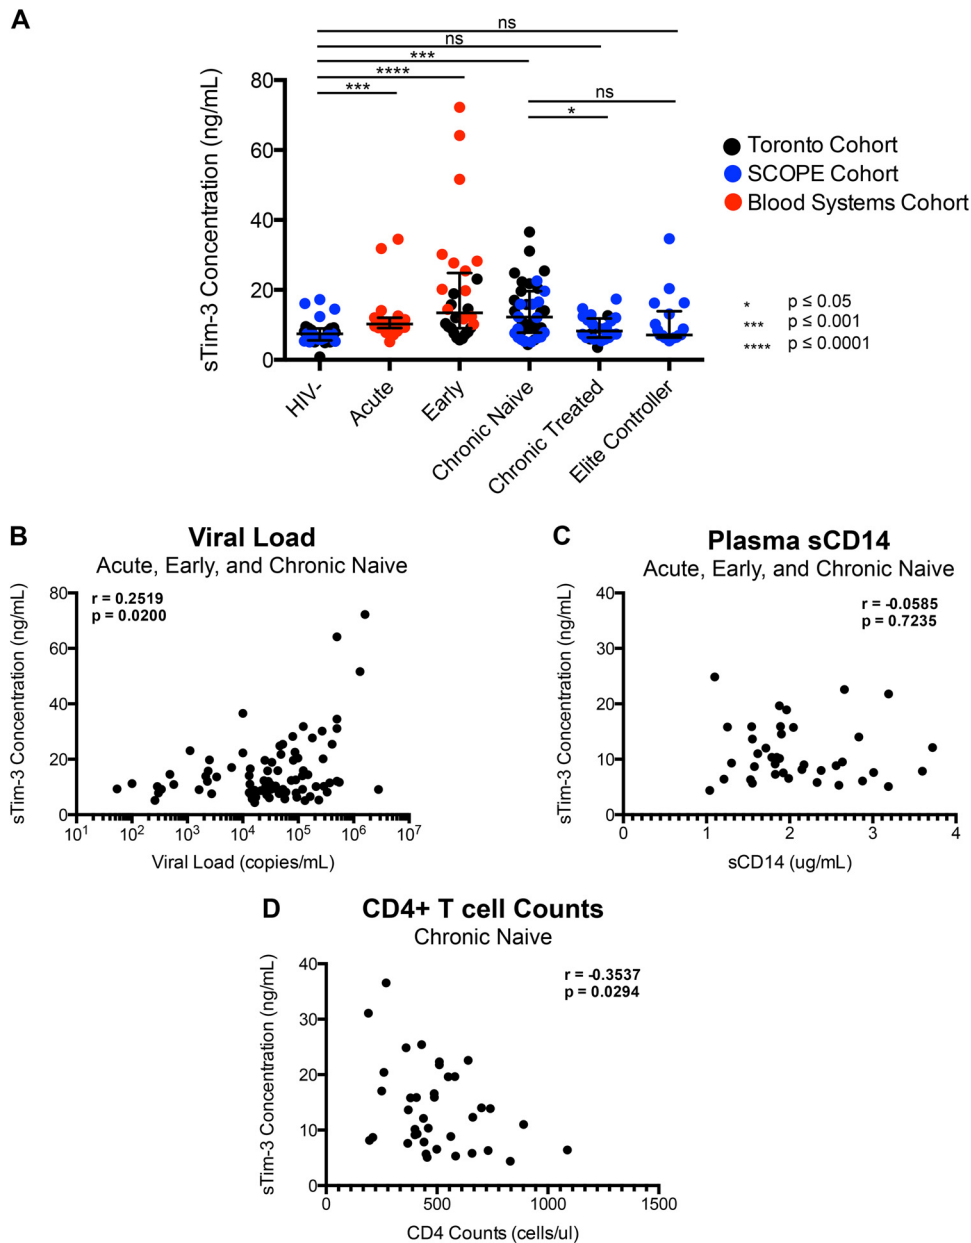 A
ns
ns
***
****
***
ns
*
sTim-3 Concentration (ng/mL)
80
60
40
20
0
HIV-
Acute
Early
Chronic Naive
Chronic Treated
Elite Controller
Toronto Cohort
SCOPE Cohort
Blood Systems Cohort
* p ≤ 0.05
*** p ≤ 0.001
**** p ≤ 0.0001
B
Viral Load
Acute, Early, and Chronic Naive
r = 0.2519
p = 0.0200
sTim-3 Concentration (ng/mL)
80
60
40
20
0
10¹ 10² 10³ 10⁴ 10⁵ 10⁶ 10⁷
Viral Load (copies/mL)
C
Plasma sCD14
Acute, Early, and Chronic Naive
r = -0.0585
p = 0.7235
sTim-3 Concentration (ng/mL)
40
30
20
10
0
0 1 2 3 4
sCD14 (ug/mL)
D
CD4+ T cell Counts
Chronic Naive
r = -0.3537
p = 0.0294
sTim-3 Concentration (ng/mL)
40
30
20
10
0
0 500 1000 1500
CD4 Counts (cells/ul)